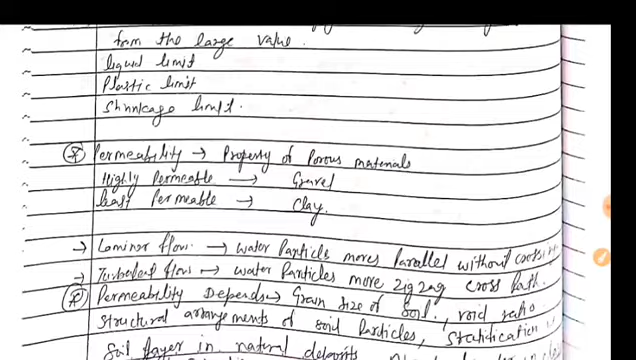 from the large value.
liquid limit
Plastic limit
Shrinkage limit.
Permeability → Property of Porous materials
Highly Permeable → Gravel
least Permeable → Clay.
→ Laminar flow. → water Particle moves Parallel without
→ Turbulent flow → water Particles move zig zag cross Path.
Permeability Depends → Grain size of Soil, void ratio
Structural arrangements of soil Particles, Stratification
Soil layer in natural deposits